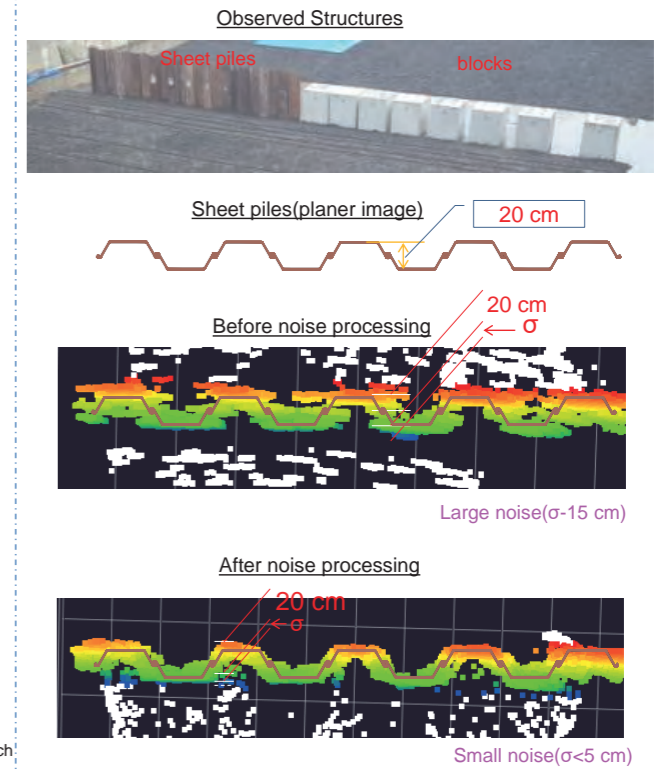 Observed Structures
Sheet piles
blocks
Sheet piles(planer image)
20 cm
20 cm
← σ
Before noise processing
Large noise(σ-15 cm)
After noise processing
20 cm
← σ
Small noise(σ<5 cm)
ch